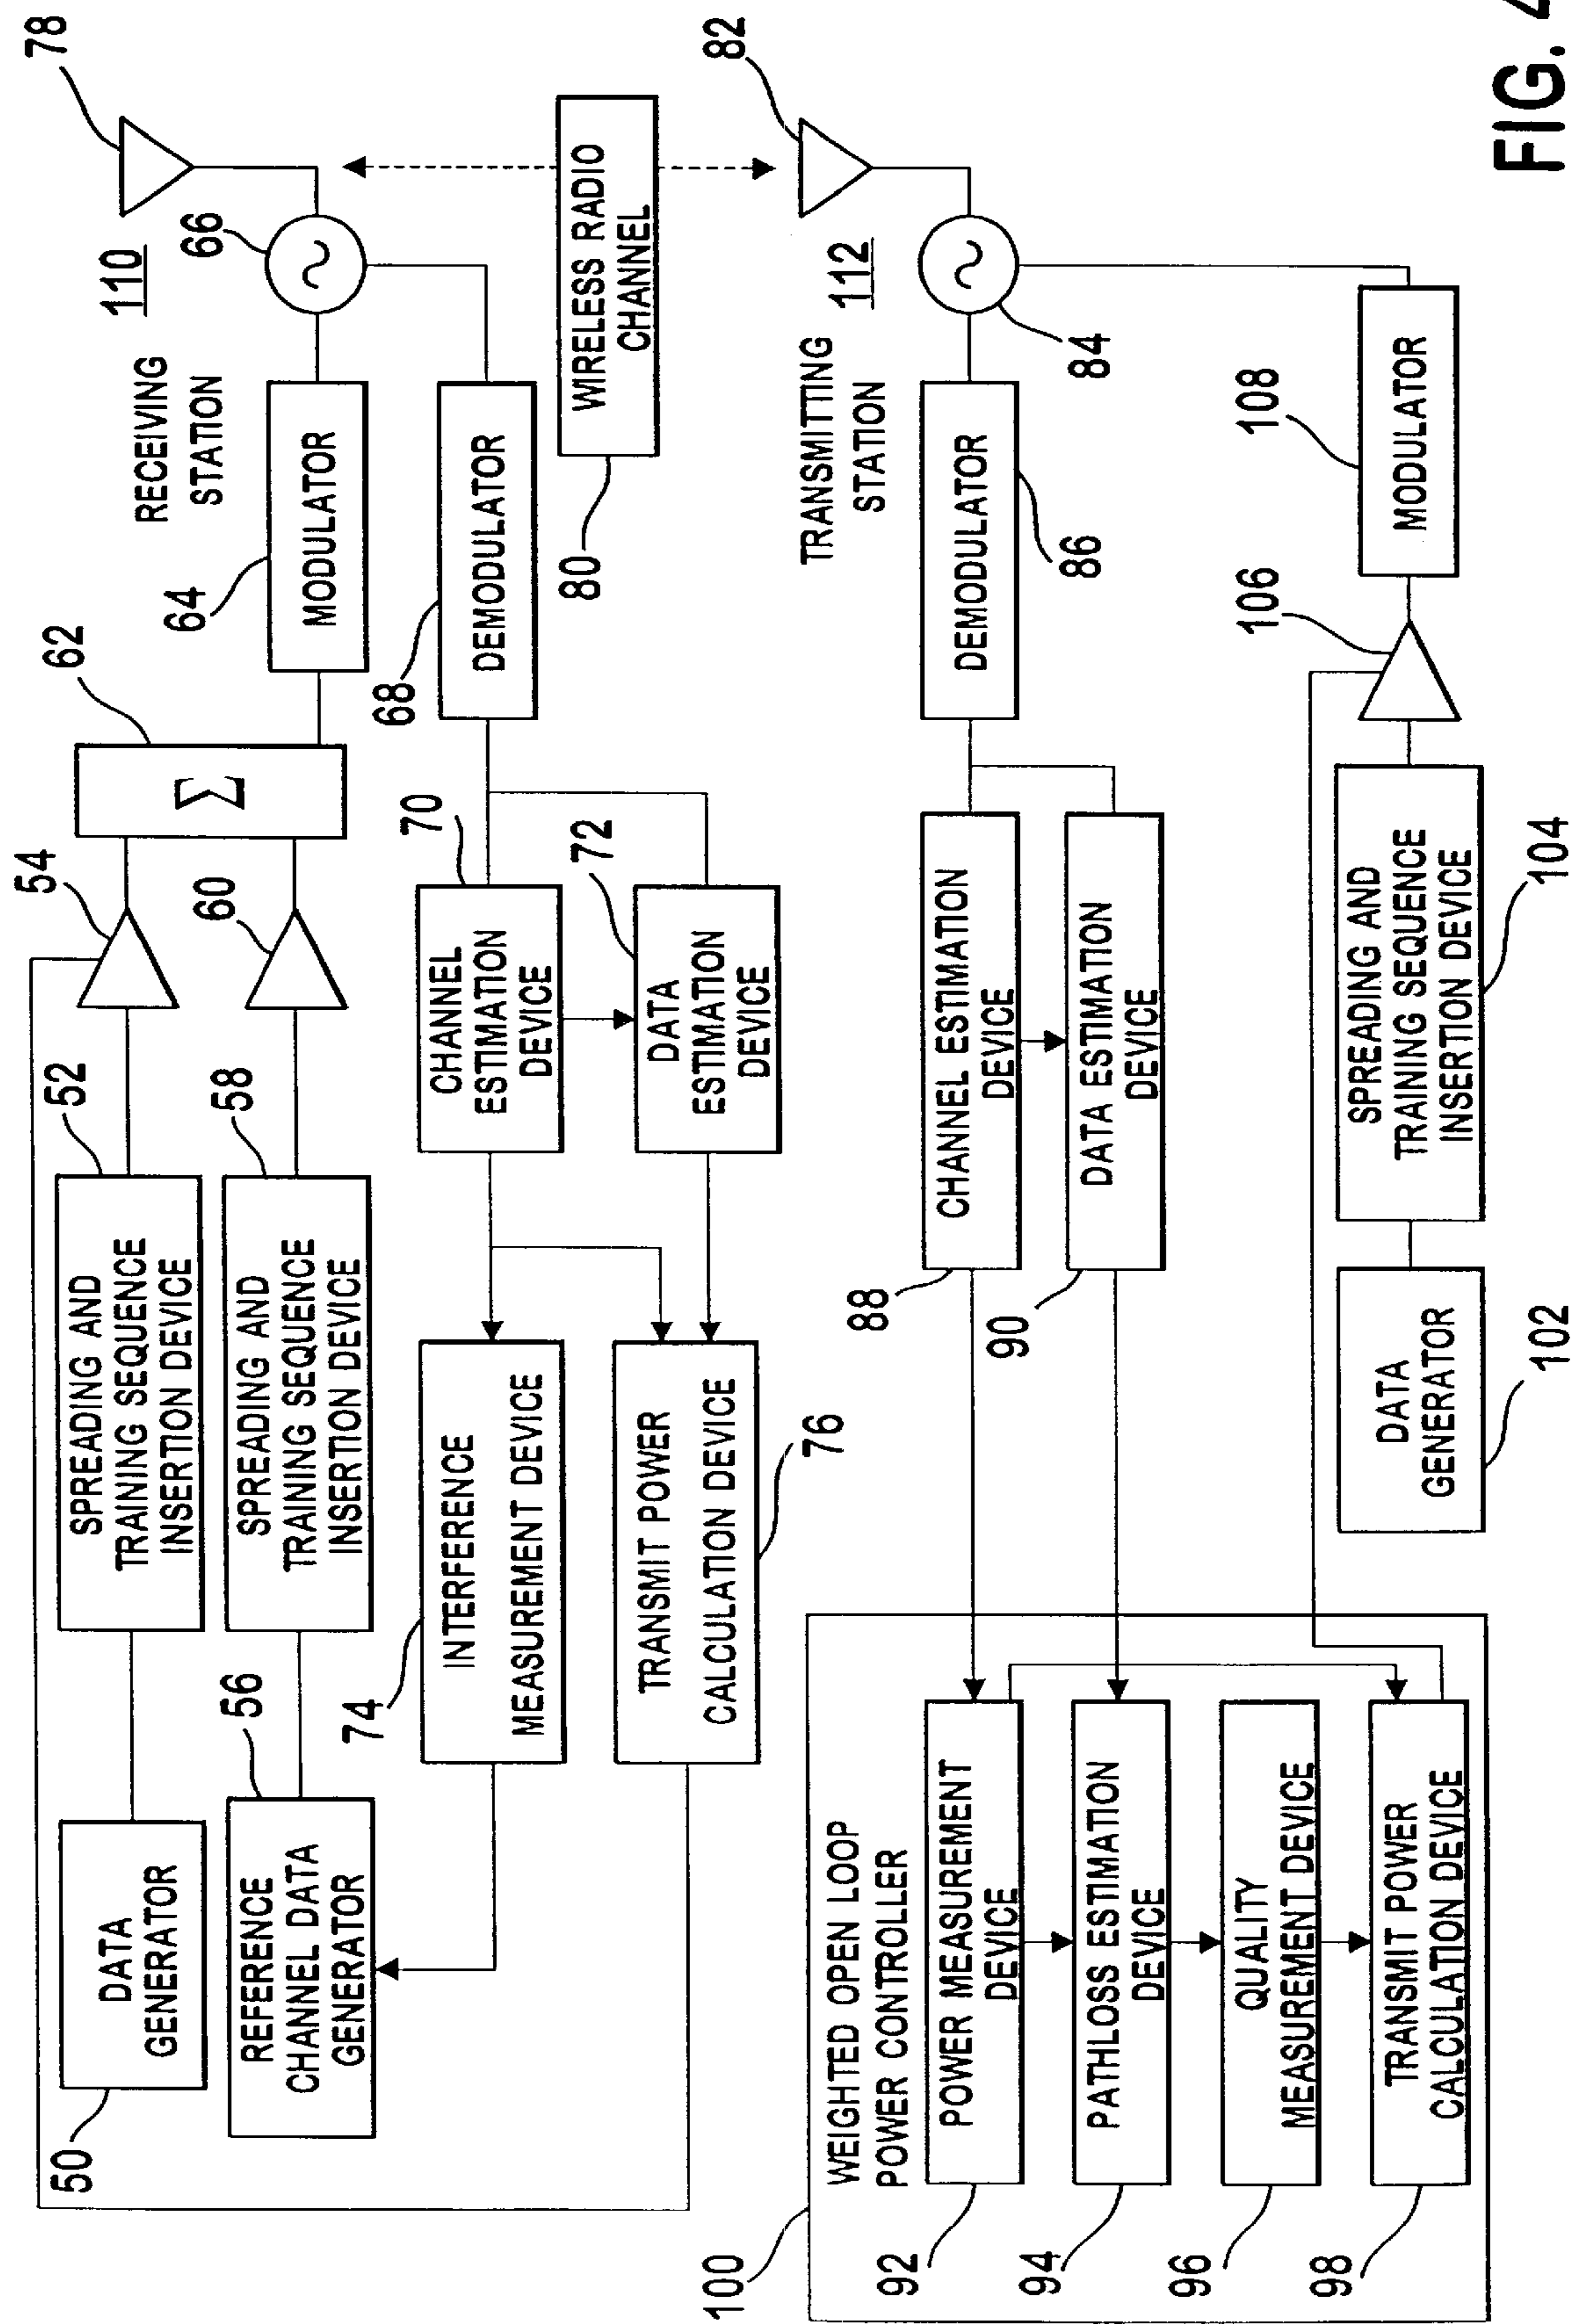 78
110
66
RECEIVING
STATION
MODULATOR
64
62
Σ
54
60
52
58
SPREADING AND
TRAINING SEQUENCE
INSERTION DEVICE
SPREADING AND
TRAINING SEQUENCE
INSERTION DEVICE
56
DATA
GENERATOR
50
REFERENCE
CHANNEL DATA
GENERATOR
DEMODULATOR
68
70
CHANNEL
ESTIMATION
DEVICE
72
DATA
ESTIMATION
DEVICE
INTERFERENCE
MEASUREMENT DEVICE
74
TRANSMIT POWER
CALCULATION DEVICE
76
WIRELESS RADIO
CHANNEL
80
82
112
84
TRANSMITTING
STATION
DEMODULATOR
86
CHANNEL ESTIMATION
DEVICE
88
DATA ESTIMATION
DEVICE
90
WEIGHTED OPEN LOOP
POWER CONTROLLER
100
POWER MEASUREMENT
DEVICE
92
PATHLOSS ESTIMATION
DEVICE
94
QUALITY
MEASUREMENT DEVICE
96
TRANSMIT POWER
CALCULATION DEVICE
98
MODULATOR
108
106
SPREADING AND
TRAINING SEQUENCE
INSERTION DEVICE
104
DATA
GENERATOR
102
FIG. 4